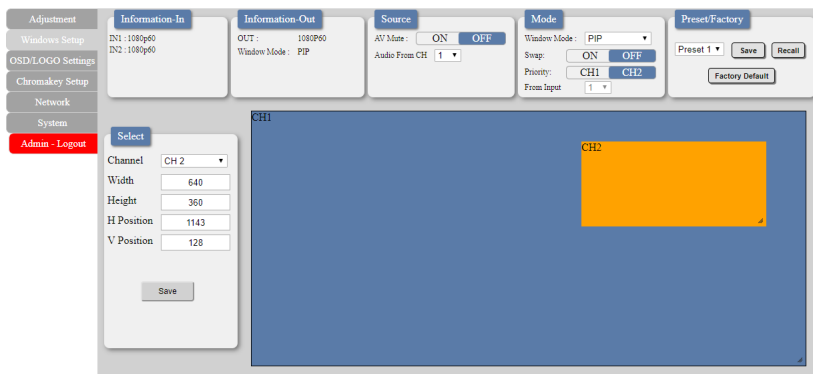 Adjustment
Windows Setup
OSD/LOGO Settings
Chromakey Setup
Network
System
Admin - Logout
Information-In
IN1 : 1080p60
IN2 : 1080p60
Information-Out
OUT : 1080P60
Window Mode : PIP
Source
AV Mute : ON OFF
Audio From CH 1
Mode
Window Mode : PIP
Swap: ON OFF
Priority: CH1 CH2
From Input 1
Preset/Factory
Preset 1 Save Recall
Factory Default
Select
Channel CH 2
Width 640
Height 360
H Position 1143
V Position 128
Save
CH1
CH2